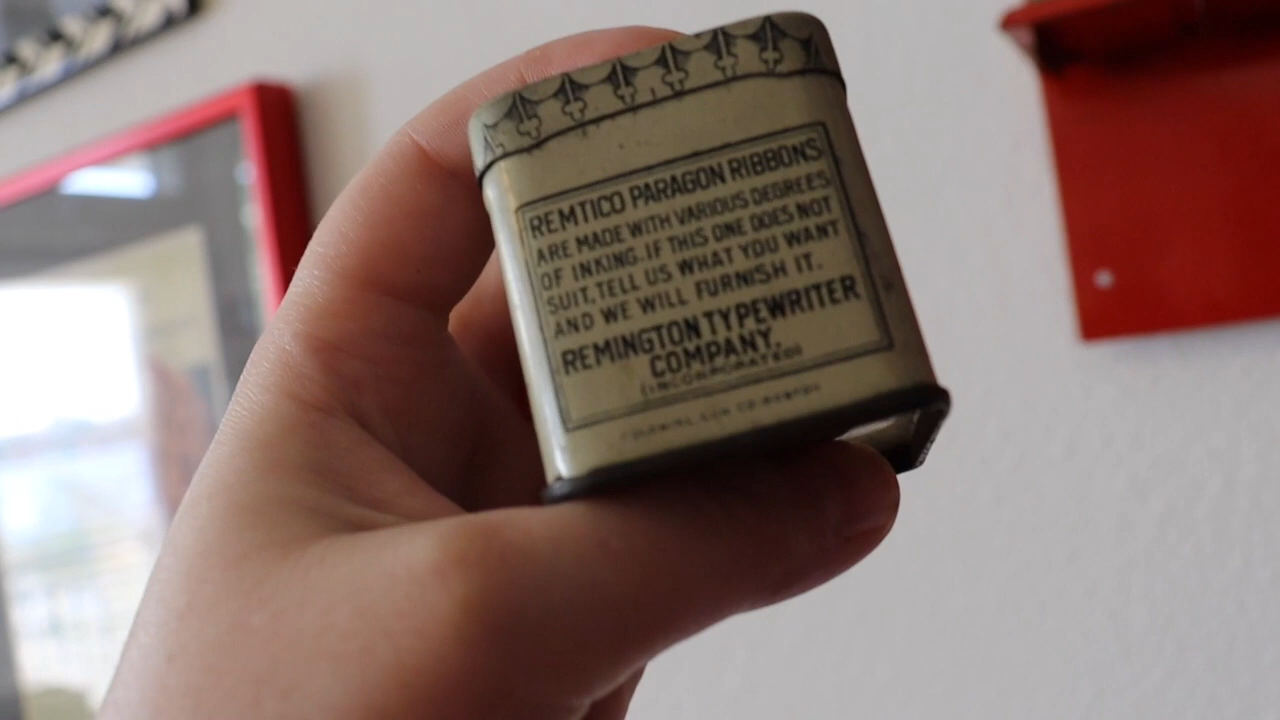 REMTICO PARAGON RIBBONS
ARE MADE WITH VARIOUS DEGREES
OF INKING. IF THIS ONE DOES NOT
SUIT, TELL US WHAT YOU WANT
AND WE WILL FURNISH IT.
REMINGTON TYPEWRITER
COMPANY.
(INCORPORATED)